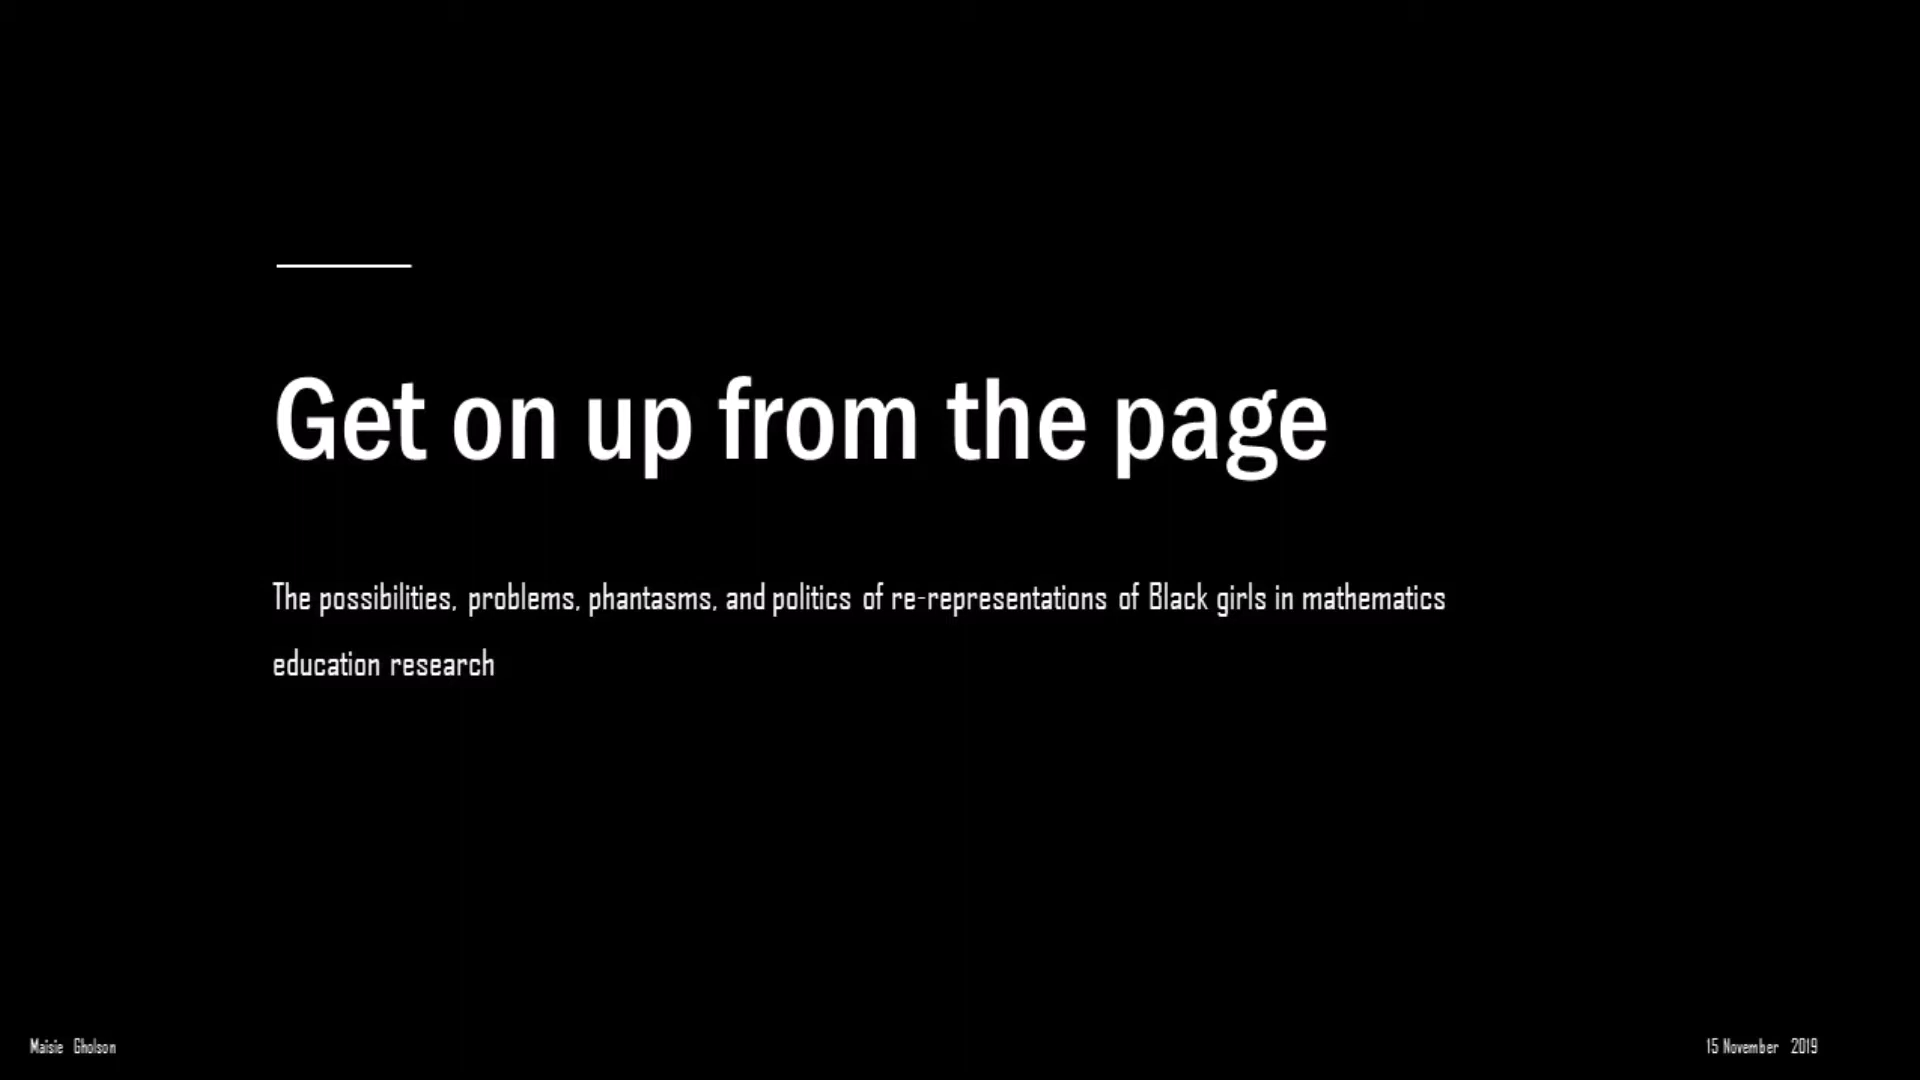 Get on up from the page
The possibilities, problems, phantasms, and politics of re-representations of Black girls in mathematics
education research
Maisie Gholson
15 November 2019